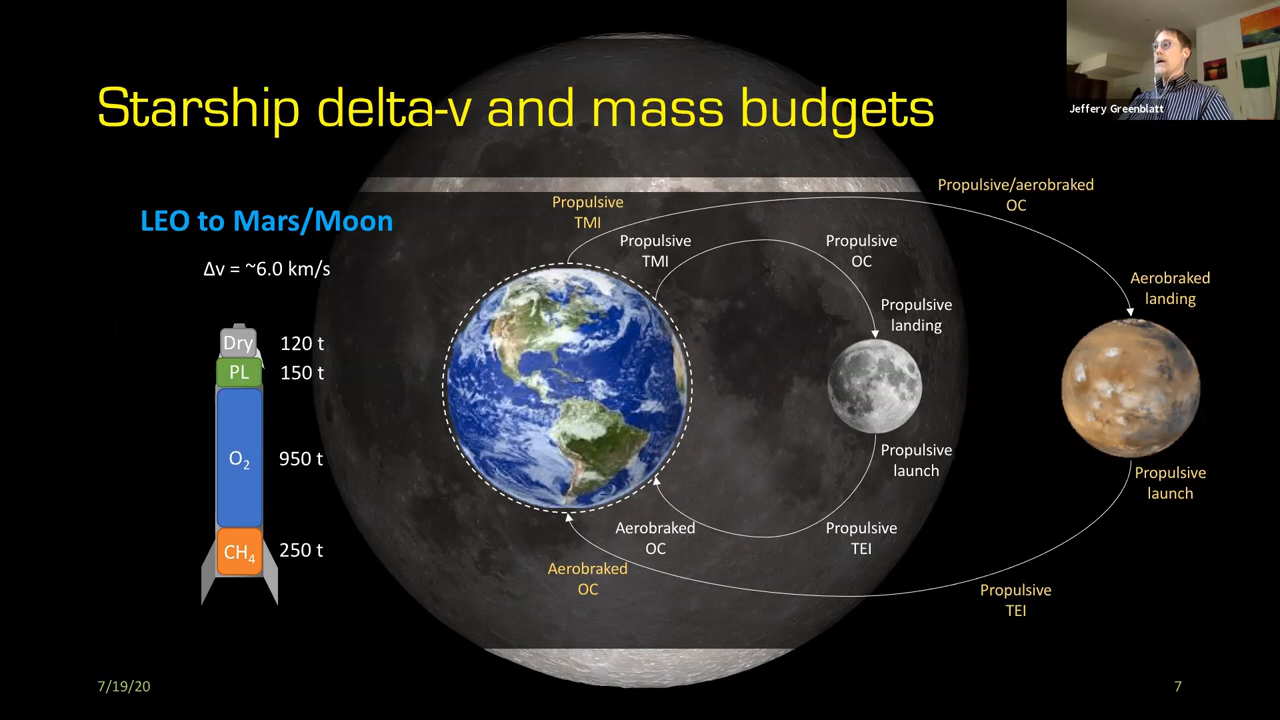 Starship delta-v and mass budgets
Jeffery Greenblatt
LEO to Mars/Moon
Δv = ~6.0 km/s
Dry 120 t
PL 150 t
O₂ 950 t
CH₄ 250 t
Propulsive
TMI
Propulsive
TMI
Propulsive
OC
Propulsive
landing
Propulsive/aerobraked
OC
Aerobraked
landing
Propulsive
launch
Propulsive
launch
Aerobraked
OC
Propulsive
TEI
Aerobraked
OC
Propulsive
TEI
7/19/20
7